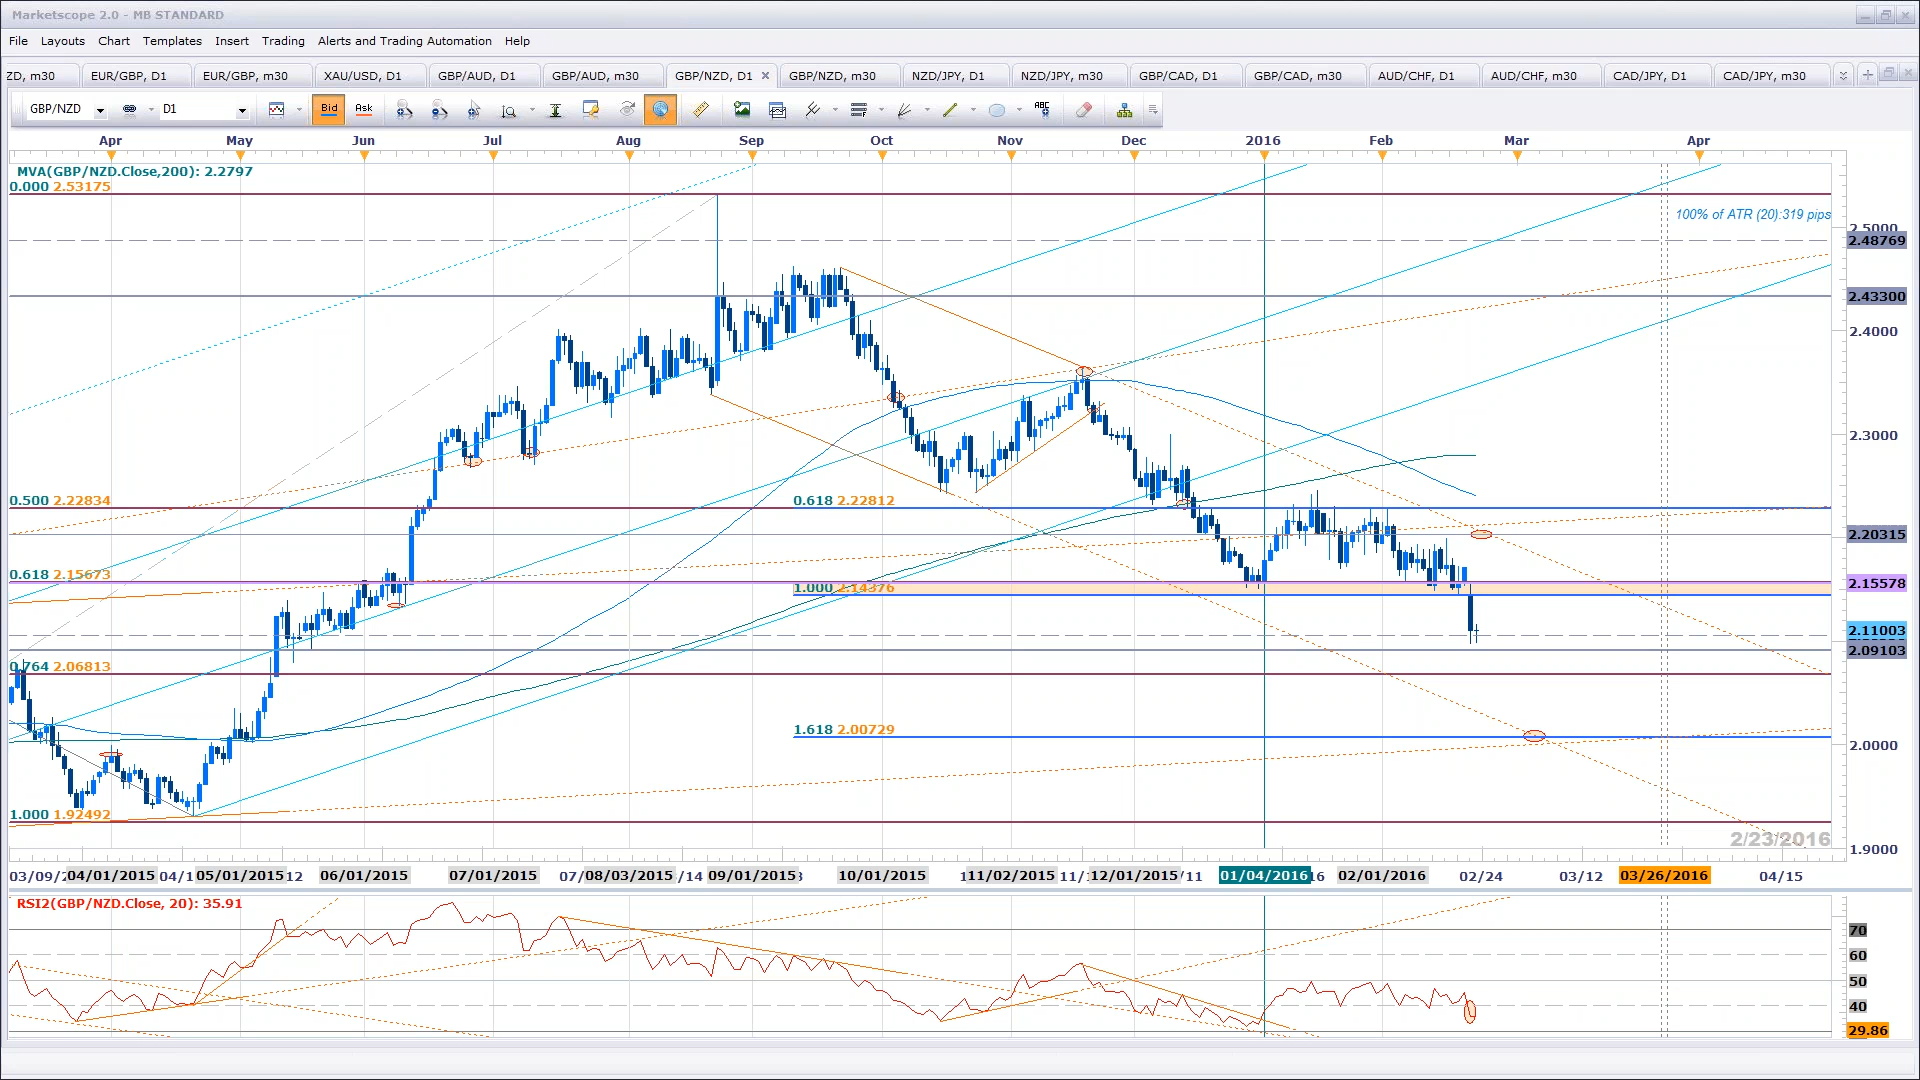 Marketscope 2.0 - MB STANDARD
File Layouts Chart Templates Insert Trading Alerts and Trading Automation Help
ZD, m30 EUR/GBP, D1 EUR/GBP, m30 XAU/USD, D1 GBP/AUD, D1 GBP/AUD, m30 GBP/NZD, D1 GBP/NZD, m30 NZD/JPY, D1 NZD/JPY, m30 GBP/CAD, D1 GBP/CAD, m30 AUD/CHF, D1 AUD/CHF, m30 CAD/JPY, D1 CAD/JPY, m30
GBP/NZD D1 Bid Ask ABC
Apr May Jun Jul Aug Sep Oct Nov Dec 2016 Feb Mar Apr
MVA(GBP/NZD.Close,200): 2.2797
0.000 2.53175
100% of ATR (20):319 pips
2.5000
2.48769
2.43300
2.4000
2.3000
0.500 2.22834 0.618 2.22812
2.20315
0.618 2.15673
2.15578
1.000 2.14376
2.11003
2.09103
0.764 2.06813
1.618 2.00729
2.0000
1.000 1.92492
2/23/2016
1.9000
03/09/ 04/01/2015 04/1 05/01/2015 12 06/01/2015 07/01/2015 07/ 08/03/2015 /14 09/01/2015 10/01/2015 11/02/2015 11/1 12/01/2015 /11 01/04/2016 16 02/01/2016 02/24 03/12 03/26/2016 04/15
RSI2(GBP/NZD.Close, 20): 35.91
70
60
50
40
29.86